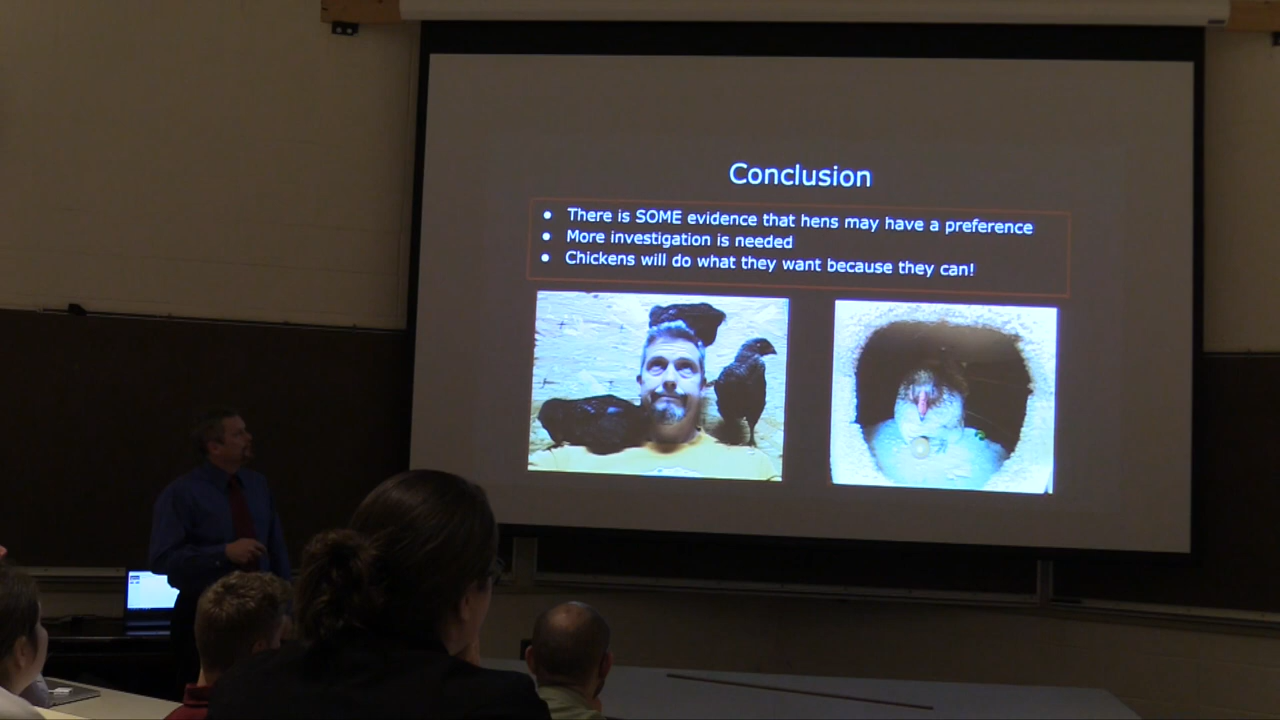 Conclusion
● There is SOME evidence that hens may have a preference
● More investigation is needed
● Chickens will do what they want because they can!